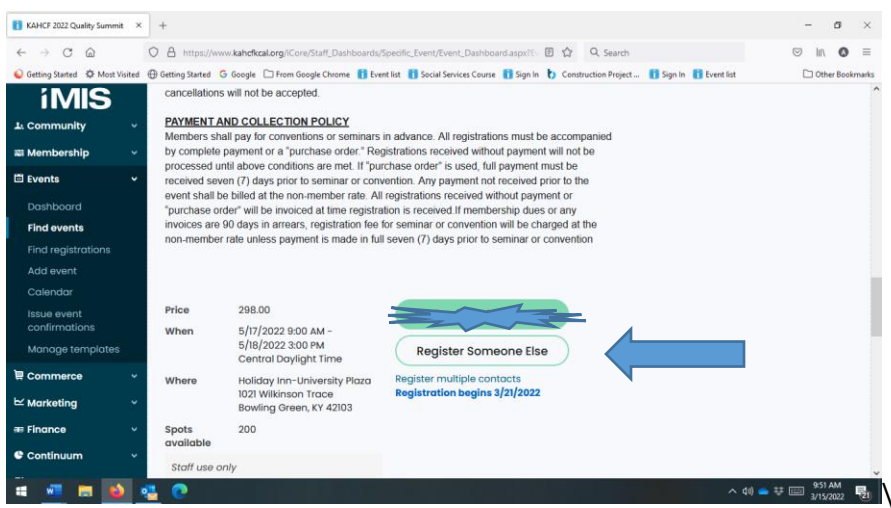 KAHCF 2022 Quality Summit
https://www.kahcfkcal.org/iCore/Staff_Dashboards/Specific_Event/Event_Dashboard.aspx?
Search
Getting Started Most Visited Getting Started Google From Google Chrome Event list Social Services Course Sign In Construction Project ... Sign In Event list Other Bookmarks
iMIS
Community
Membership
Events
Dashboard
Find events
Find registrations
Add event
Calendar
Issue event
confirmations
Manage templates
Commerce
Marketing
Finance
Continuum
cancellations will not be accepted.
PAYMENT AND COLLECTION POLICY
Members shall pay for conventions or seminars in advance. All registrations must be accompanied
by complete payment or a "purchase order." Registrations received without payment will not be
processed until above conditions are met. If "purchase order" is used, full payment must be
received seven (7) days prior to seminar or convention. Any payment not received prior to the
event shall be billed at the non-member rate. All registrations received without payment or
"purchase order" will be invoiced at time registration is received.If membership dues or any
invoices are 90 days in arrears, registration fee for seminar or convention will be charged at the
non-member rate unless payment is made in full seven (7) days prior to seminar or convention
Price 298.00
When 5/17/2022 9:00 AM -
5/18/2022 3:00 PM
Central Daylight Time
Where Holiday Inn-University Plaza
1021 Wilkinson Trace
Bowling Green, KY 42103
Spots
available
200
Staff use only
Register Someone Else
Register multiple contacts
Registration begins 3/21/2022
9:51 AM
3/15/2022
21